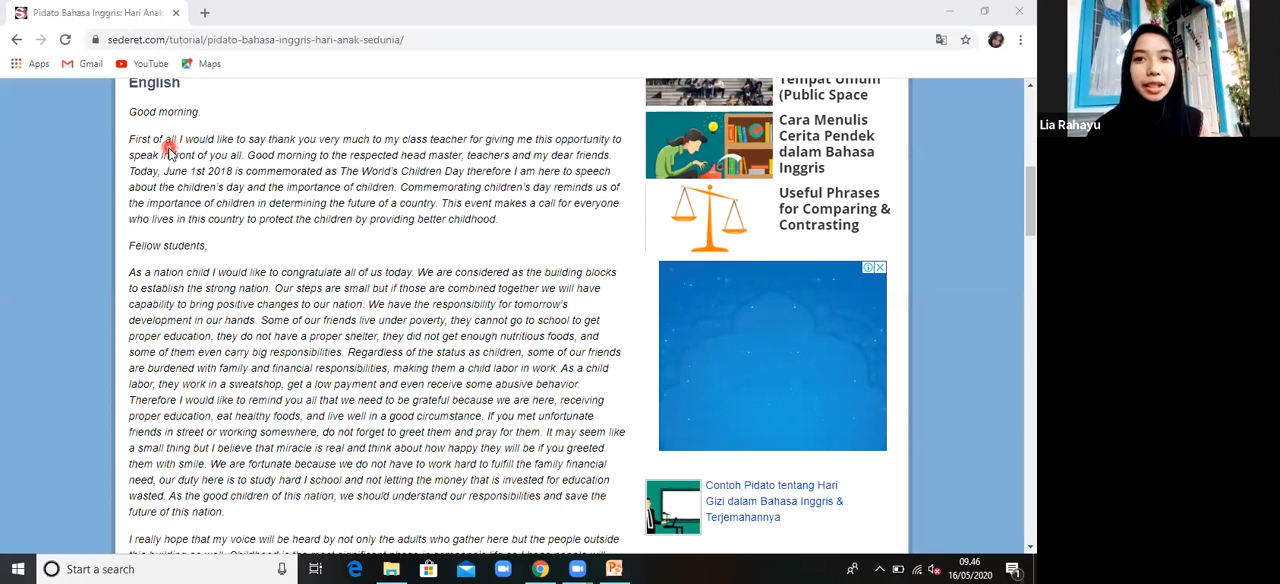 Pidato Bahasa Inggris: Hari Anak
sederet.com/tutorial/pidato-bahasa-inggris-hari-anak-sedunia/
Apps
Gmail
YouTube
Maps
English
Good morning.
First of all I would like to say thank you very much to my class teacher for giving me this opportunity to
speak in front of you all. Good morning to the respected head master, teachers and my dear friends.
Today, June 1st 2018 is commemorated as The World's Children Day therefore I am here to speech
about the children's day and the importance of children. Commemorating children's day reminds us of
the importance of children in determining the future of a country. This event makes a call for everyone
who lives in this country to protect the children by providing better childhood.
Fellow students,
As a nation child I would like to congratulate all of us today. We are considered as the building blocks
to establish the strong nation. Our steps are small but if those are combined together we will have
capability to bring positive changes to our nation. We have the responsibility for tomorrow's
development in our hands. Some of our friends live under poverty, they cannot go to school to get
proper education, they do not have a proper shelter, they did not get enough nutritious foods, and
some of them even carry big responsibilities. Regardless of the status as children, some of our friends
are burdened with family and financial responsibilities, making them a child labor in work. As a child
labor, they work in a sweatshop, get a low payment and even receive some abusive behavior.
Therefore I would like to remind you all that we need to be grateful because we are here, receiving
proper education, eat healthy foods, and live well in a good circumstance. If you met unfortunate
friends in street or working somewhere, do not forget to greet them and pray for them. It may seem like
a small thing but I believe that miracle is real and think about how happy they will be if you greeted
them with smile. We are fortunate because we do not have to work hard to fulfill the family financial
need, our duty here is to study hard I school and not letting the money that is invested for education
wasted. As the good children of this nation, we should understand our responsibilities and save the
future of this nation.
I really hope that my voice will be heard by not only the adults who gather here but the people outside
Tempat Umum
(Public Space
Cara Menulis
Cerita Pendek
dalam Bahasa
Inggris
Useful Phrases
for Comparing &
Contrasting
Contoh Pidato tentang Hari
Gizi dalam Bahasa Inggris &
Terjemahannya
Lia Rahayu
Start a search
09.46
16/05/2020